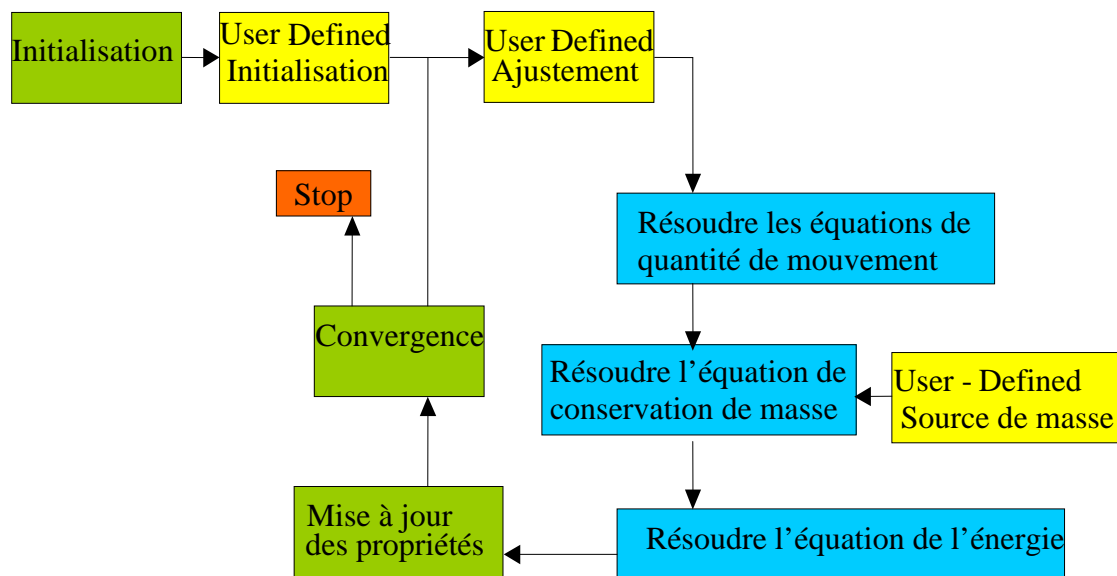 Initialisation
User Defined
Initialisation
User Defined
Ajustement
Stop
Résoudre les équations de
quantité de mouvement
Convergence
Résoudre l’équation de
conservation de masse
User - Defined
Source de masse
Mise à jour
des propriétés
Résoudre l’équation de l’énergie